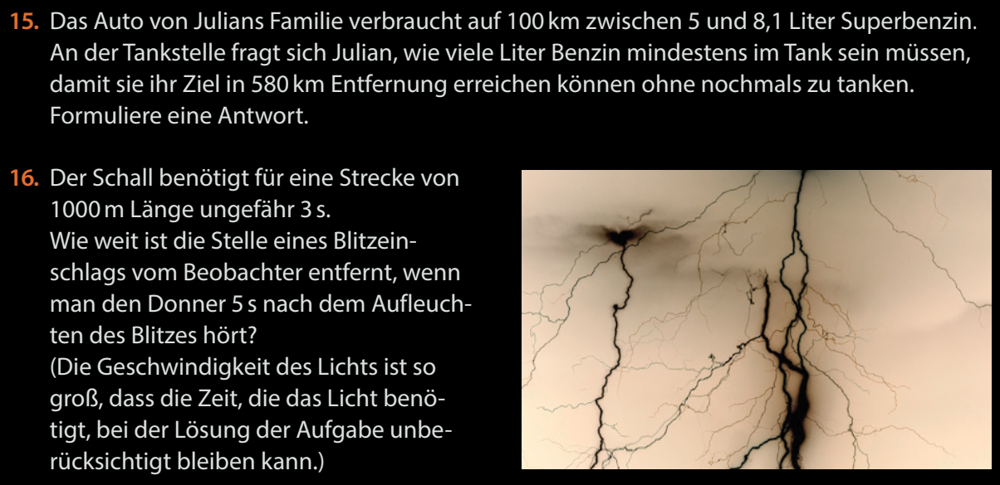 15. Das Auto von Julians Familie verbraucht auf 100 km zwischen 5 und 8,1 Liter Superbenzin.
An der Tankstelle fragt sich Julian, wie viele Liter Benzin mindestens im Tank sein müssen,
damit sie ihr Ziel in 580 km Entfernung erreichen können ohne nochmals zu tanken.
Formuliere eine Antwort.
16. Der Schall benötigt für eine Strecke von
1000 m Länge ungefähr 3 s.
Wie weit ist die Stelle eines Blitzein-
schlags vom Beobachter entfernt, wenn
man den Donner 5 s nach dem Aufleuch-
ten des Blitzes hört?
(Die Geschwindigkeit des Lichts ist so
groß, dass die Zeit, die das Licht benö-
tigt, bei der Lösung der Aufgabe unbe-
rücksichtigt bleiben kann.)